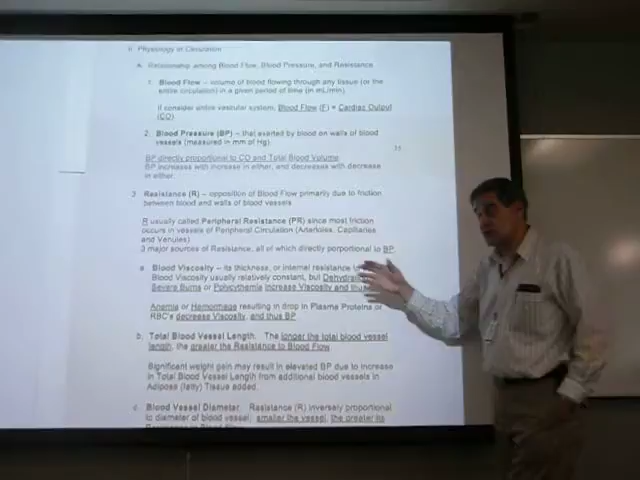 II. Physiology of Circulation
A. Relationship among Blood Flow, Blood Pressure, and Resistance
1. Blood Flow – volume of blood flowing through any tissue (or the
entire circulation) in a given period of time (in mL/min)
If consider entire vascular system, Blood Flow (F) = Cardiac Output
(CO)
2. Blood Pressure (BP) – that exerted by blood on walls of blood
vessels (measured in mm of Hg)
BP directly proportional to CO and Total Blood Volume
BP increases with increase in either, and decreases with decrease
in either.
3. Resistance (R) – opposition of Blood Flow primarily due to friction
between blood and walls of blood vessels
R usually called Peripheral Resistance (PR) since most friction
occurs in vessels of Peripheral Circulation (Arterioles, Capillaries
and Venules)
3 major sources of Resistance, all of which directly porportional to BP.
a. Blood Viscosity – its thickness, or internal resistance
Blood Viscosity usually relatively constant, but
Severe Burns or Polycythemia increase Viscosity and thus
Anemia or Hemorrhage resulting in drop in Plasma Proteins or
RBC's decrease Viscosity, and thus BP
b. Total Blood Vessel Length. The longer the total blood vessel
length, the greater the Resistance to Blood Flow
Significant weight gain may result in elevated BP due to increase
in Total Blood Vessel Length from additional blood vessels in
Adipose (fatty) Tissue added.
c. Blood Vessel Diameter. Resistance (R) inversely proportional
to diameter of blood vessel; smaller the vessel, the greater its